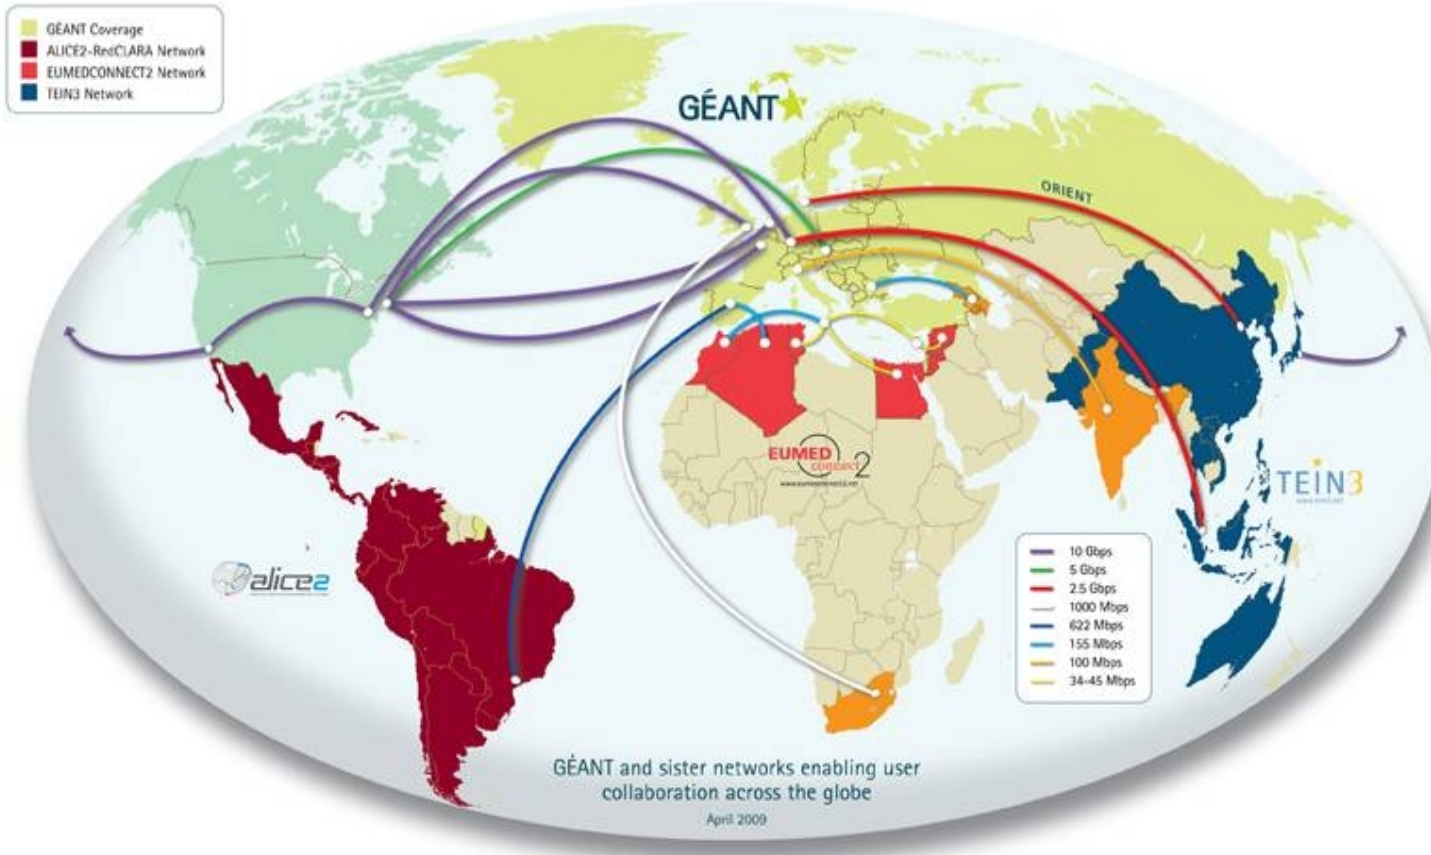 GÉANT Coverage
ALICE2-RedCLARA Network
EUMEDCONNECT2 Network
TEIN3 Network
GÉANT
ORIENT
EUMED
connect2
TEIN3
alice2
10 Gbps
5 Gbps
2.5 Gbps
1000 Mbps
622 Mbps
155 Mbps
100 Mbps
34-45 Mbps
GÉANT and sister networks enabling user
collaboration across the globe
April 2009